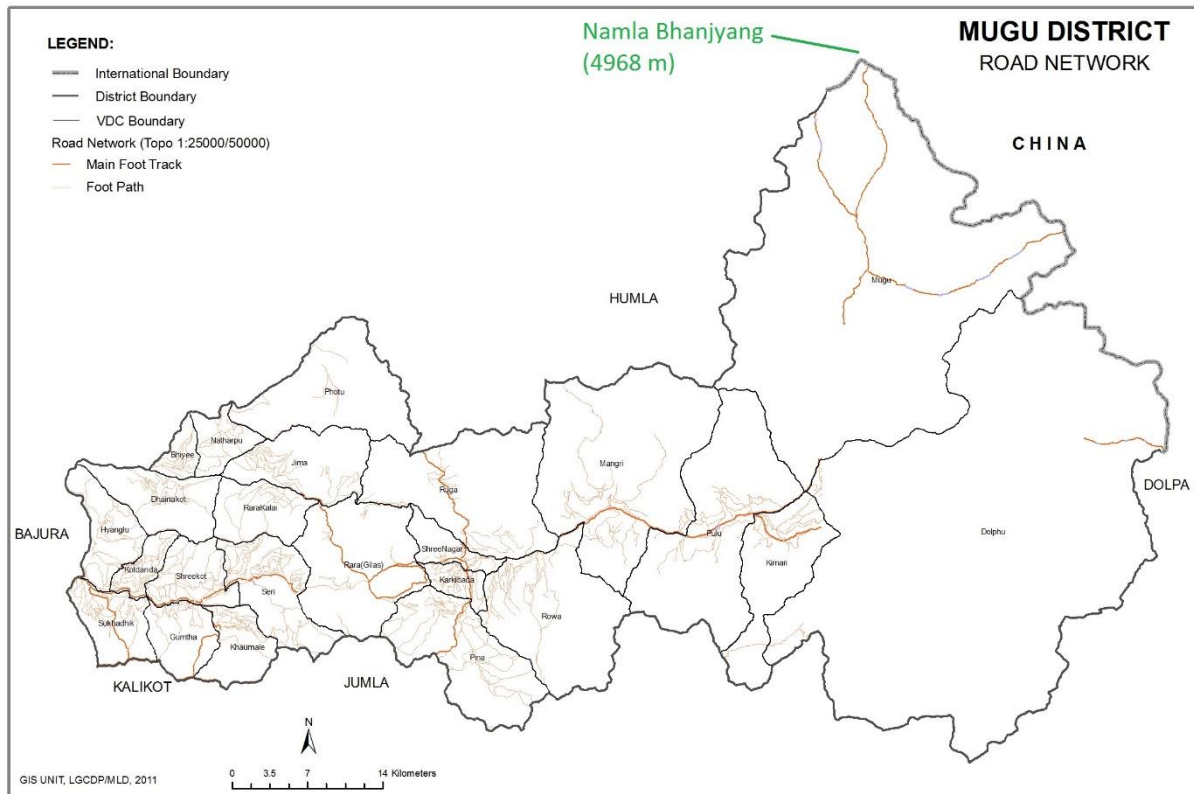 LEGEND:
International Boundary
District Boundary
VDC Boundary
Road Network (Topo 1:25000/50000)
Main Foot Track
Foot Path
Namla Bhanjyang
(4968 m)
MUGU DISTRICT
ROAD NETWORK
CHINA
HUMLA
Mugu
Photu
Natharpu
Bhiyee
Jima
Mangri
Ruga
Dhainakot
RaraKalai
DOLPA
BAJURA
Hyanglu
Pulu
Dolphu
ShreeNagar
Kimari
Rara(Gilas)
Kotdanda
Shreekot
Karkibada
Seri
Rowa
Sukhadhik
Gumtha
Khaumale
Pina
KALIKOT
JUMLA
N
GIS UNIT, LGCDP/MLD, 2011
0 3.5 7 14 Kilometers